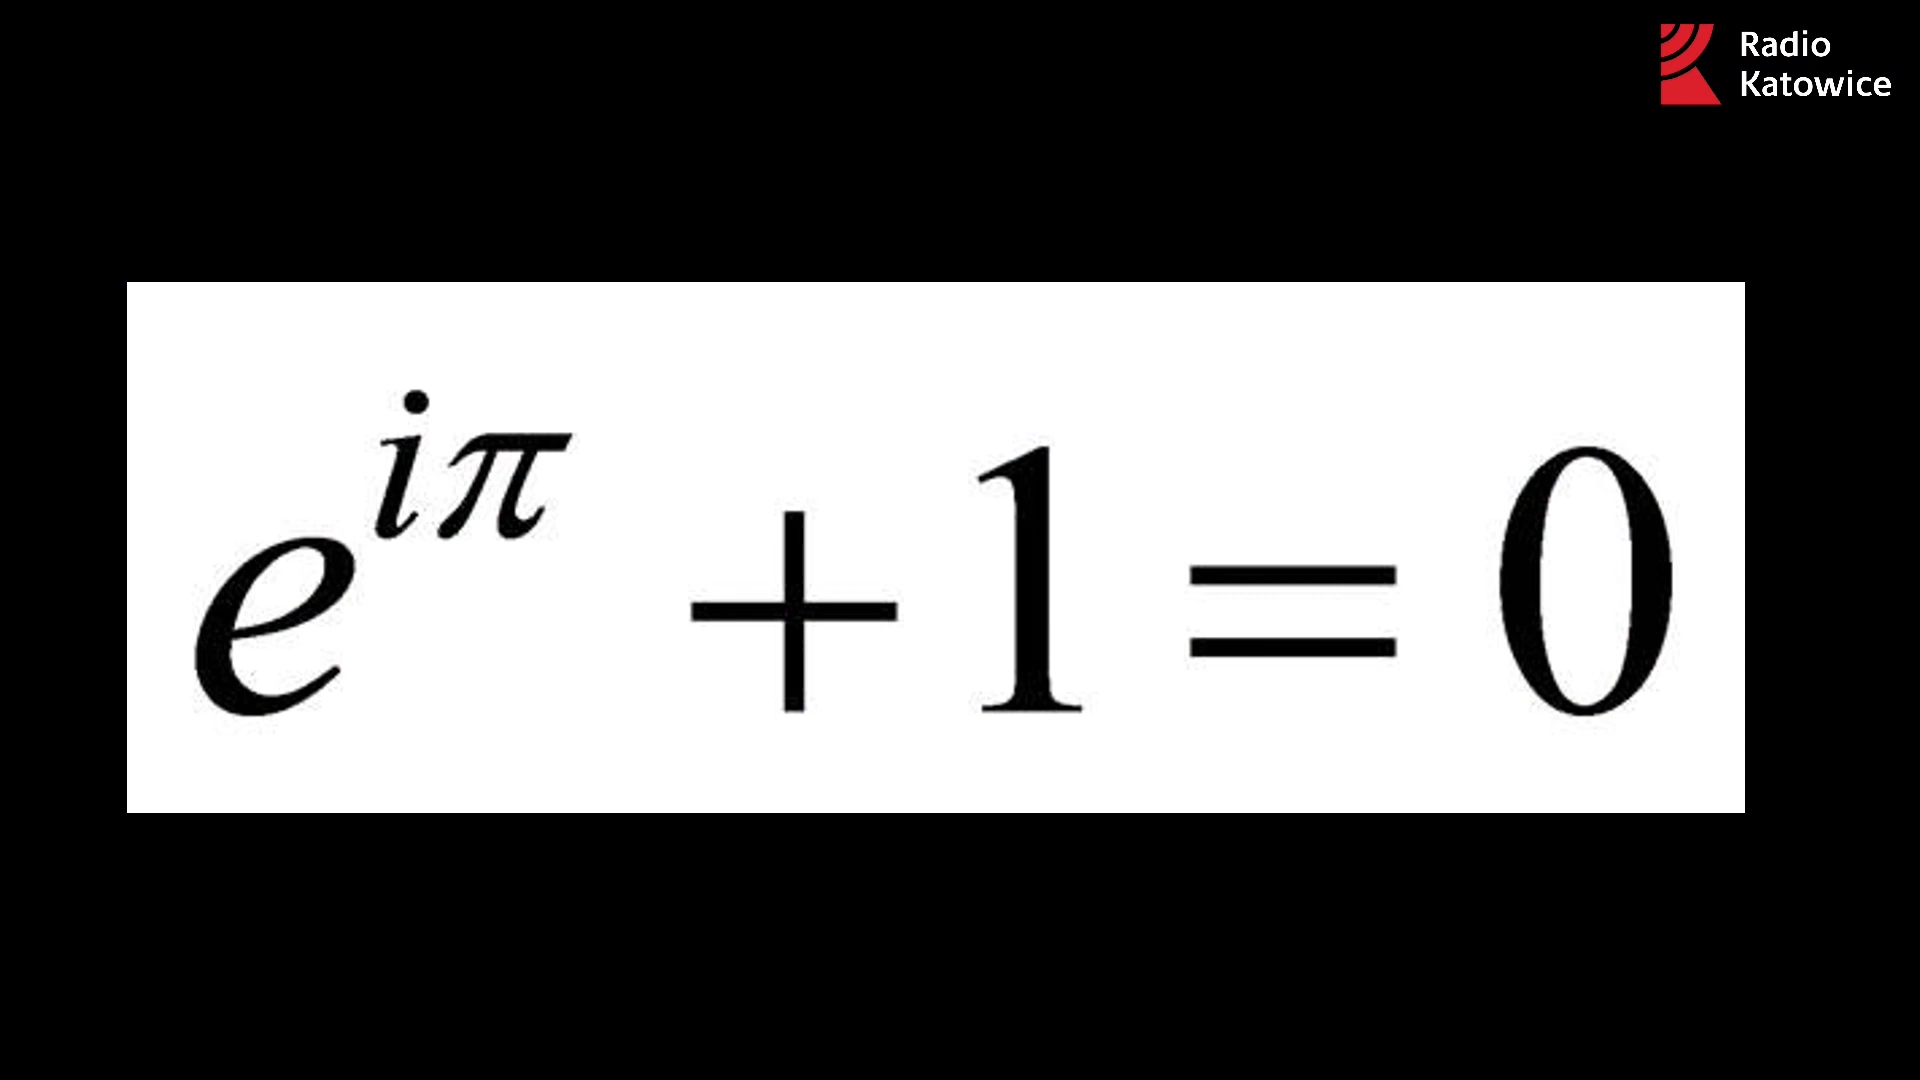 Radio
Katowice
e^{iπ} + 1 = 0